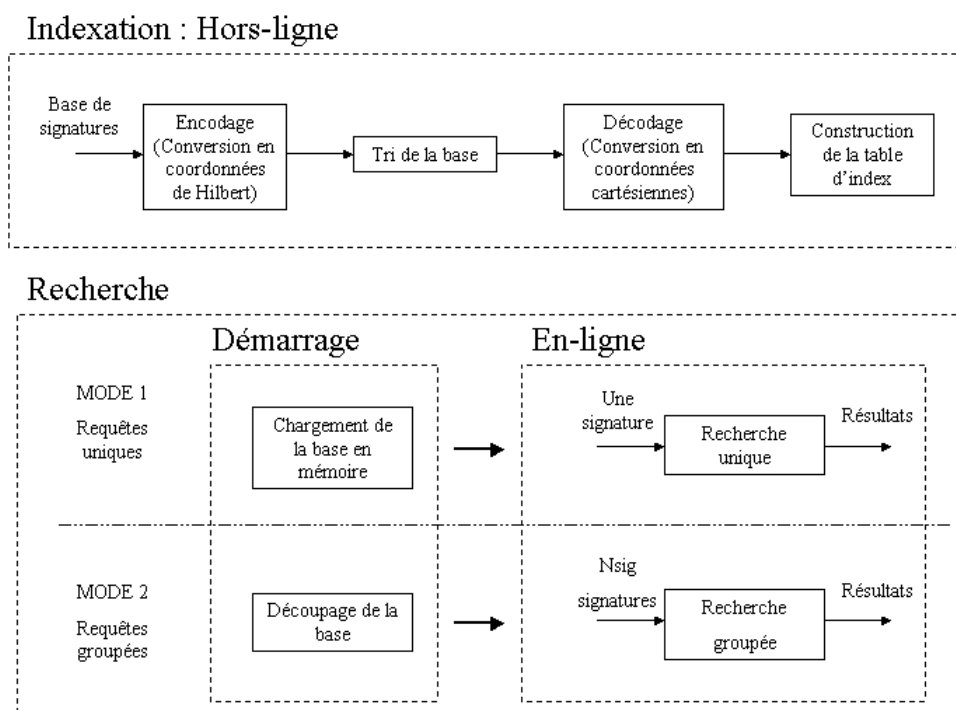 Indexation : Hors-ligne
Base de
signatures
Encodage
(Conversion en
coordonnées
de Hilbert)
Tri de la base
Décodage
(Conversion en
coordonnées
cartésiennes)
Construction
de la table
d'index
Recherche
Démarrage
En-ligne
MODE 1
Requêtes
uniques
Chargement de
la base en
mémoire
Une
signature
Recherche
unique
Résultats
MODE 2
Requêtes
groupées
Découpage de la
base
Nsig
signatures
Recherche
groupée
Résultats